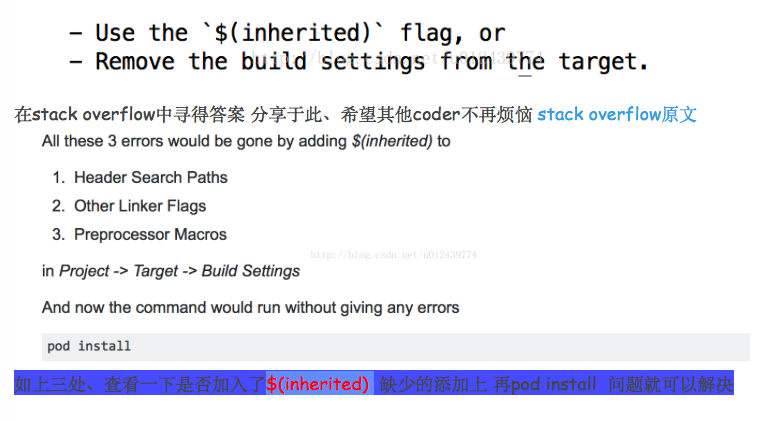 - Use the `$(inherited)` flag, or
http://blog.csdn.net/u012439774
- Remove the build settings from the target.
在stack overflow中寻得答案 分享于此、希望其他coder不再烦恼 stack overflow原文
All these 3 errors would be gone by adding $(inherited) to
1. Header Search Paths
2. Other Linker Flags
3. Preprocessor Macros
http://blog.csdn.net/u012439774
in Project -> Target -> Build Settings
And now the command would run without giving any errors
pod install
如上三处、查看一下是否加入了$(inherited) 缺少的添加上 再pod install 问题就可以解决